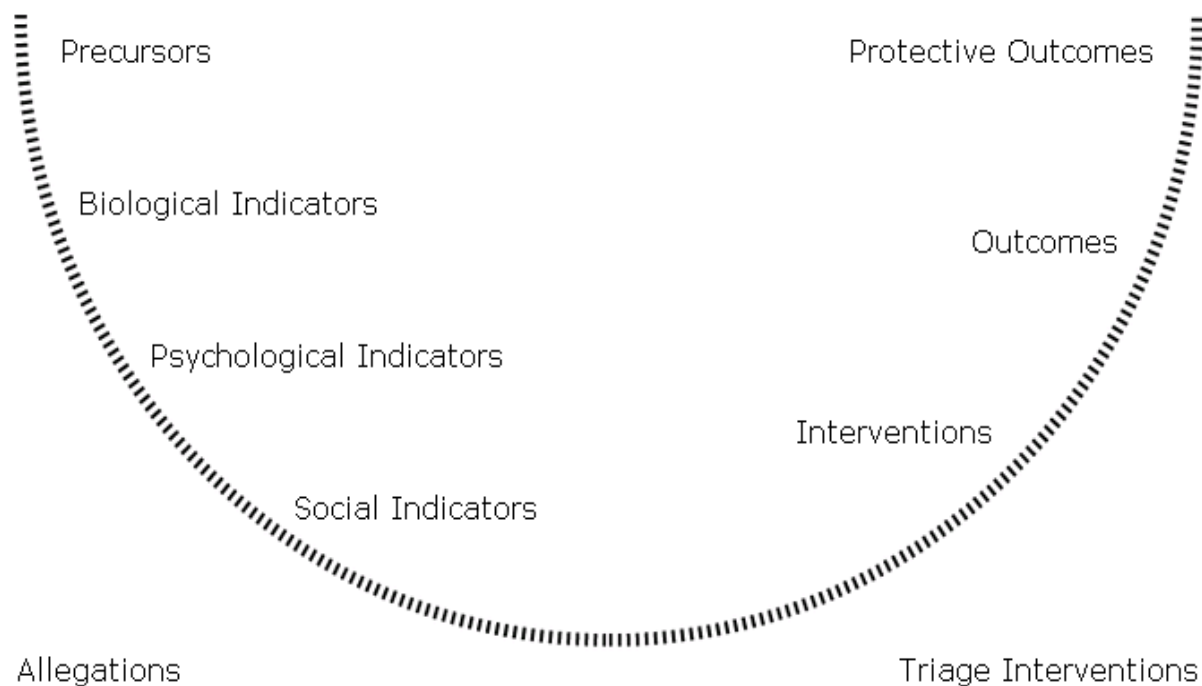 Precursors
Protective Outcomes
Biological Indicators
Outcomes
Psychological Indicators
Interventions
Social Indicators
Allegations
Triage Interventions